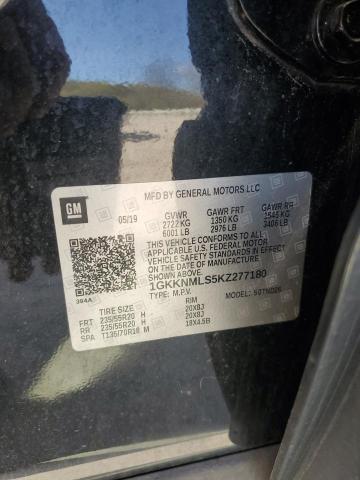 MFD BY GENERAL MOTORS LLC
GM
05/19
GVWR GAWR FRT GAWR RR
2722 KG 1350 KG 1545 KG
6001 LB 2976 LB 3406 LB
THIS VEHICLE CONFORMS TO ALL APPLICABLE
U.S. FEDERAL MOTOR VEHICLE SAFETY
STANDARDS IN EFFECT ON THE DATE OF
MANUFACTURE SHOWN ABOVE.
1GKKNMLS5KZ277180
TYPE: M.P.V. MODEL:
384A
TIRE SIZE RIM
FRT 235/55R20 H 20X8J
RR 235/55R20 H 20X8J
SPA T135/70R18 M 18X4.5B